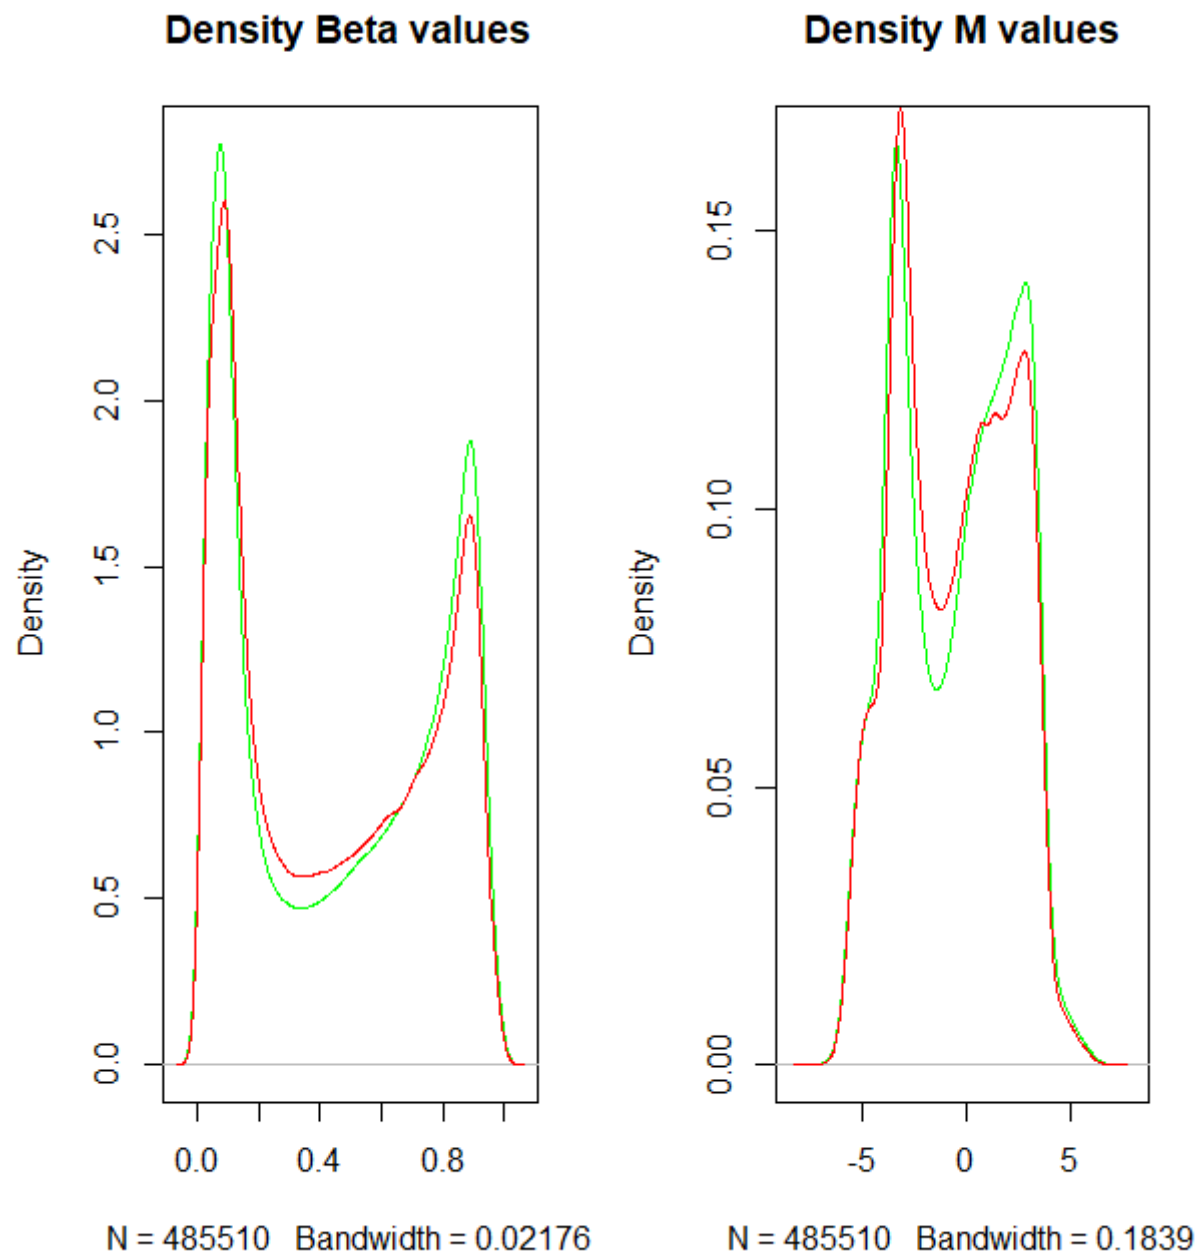 Density Beta values
Density
2.5
2.0
1.5
1.0
0.5
0.0
0.0 0.4 0.8
N = 485510 Bandwidth = 0.02176
Density M values
Density
0.15
0.10
0.05
0.00
-5 0 5
N = 485510 Bandwidth = 0.1839